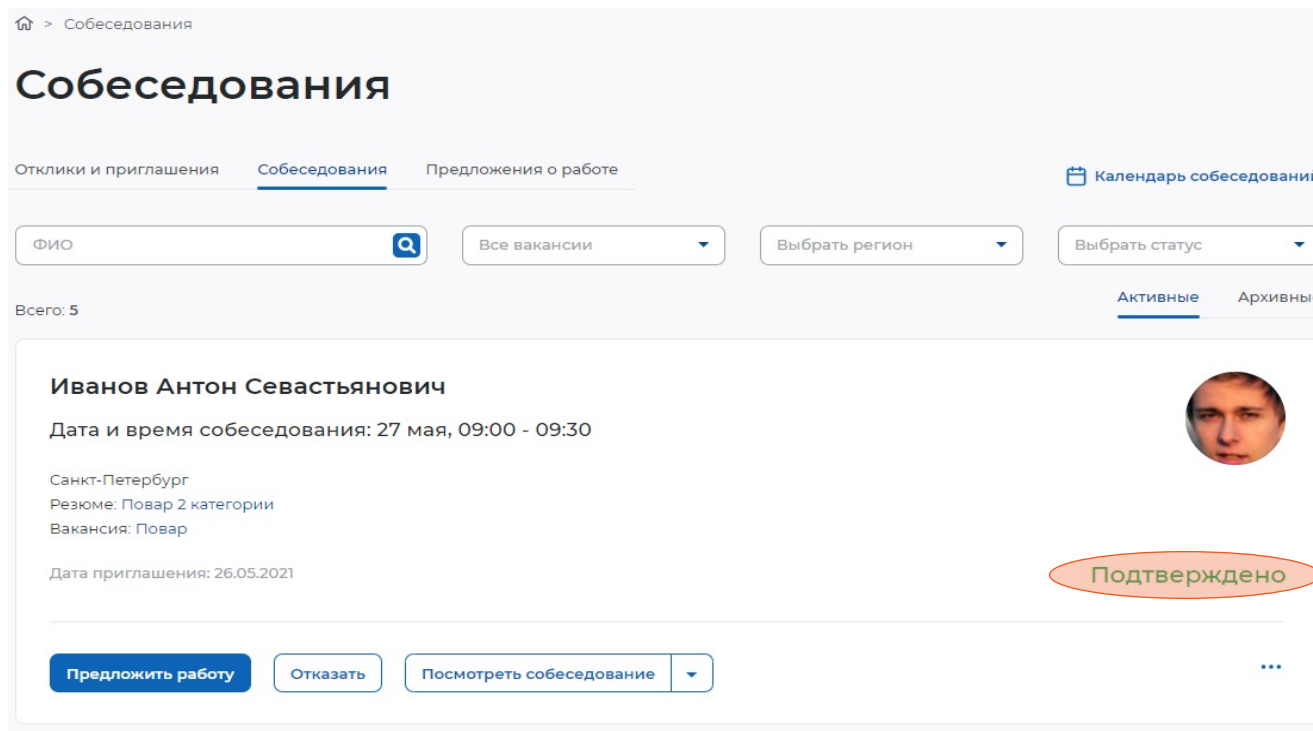 > Собеседования
Собеседования
Отклики и приглашения Собеседования Предложения о работе
Календарь собеседований
ФИО Все вакансии Выбрать регион Выбрать статус
Активные Архивны
Всего: 5
Иванов Антон Севастьянович
Дата и время собеседования: 27 мая, 09:00 - 09:30
Санкт-Петербург
Резюме: Повар 2 категории
Вакансия: Повар
Дата приглашения: 26.05.2021
Подтверждено
Предложить работу Отказать Посмотреть собеседование ...